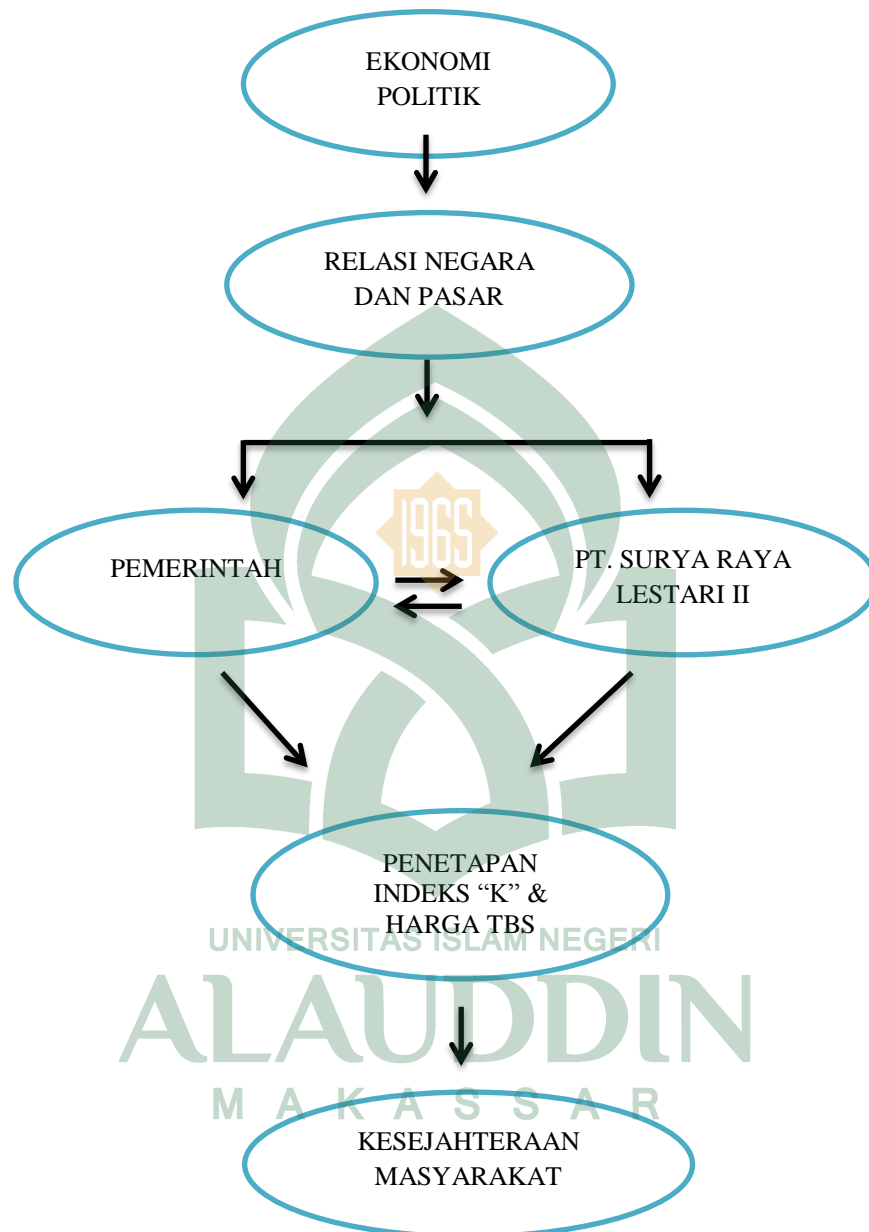 EKONOMI
POLITIK
RELASI NEGARA
DAN PASAR
1965
PEMERINTAH
PT. SURYA RAYA
LESTARI II
PENETAPAN
INDEKS “K” &
HARGA TBS
UNIVERSITAS ISLAM NEGERI
ALAUDDIN
MAKASSAR
KESEJAHTERAAN
MASYARAKAT